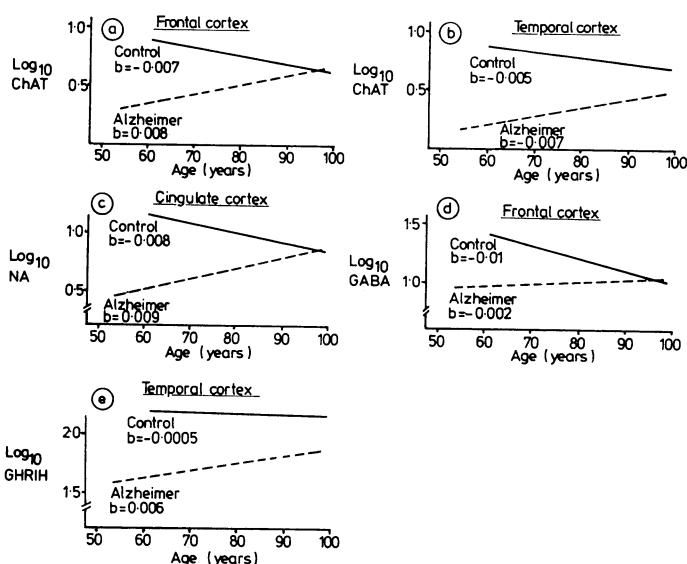 a Frontal cortex
1·0
Control
b=-0·007
Log10
ChAT
0·5
Alzheimer
b=0·008
50 60 70 80 90 100
Age (years)
b Temporal cortex
1·0
Control
b=-0·005
Log10
ChAT
0·5
Alzheimer
b=-0·007
50 60 70 80 90 100
Age (years)
c Cingulate cortex
1·0
Control
b=-0·008
Log10
NA
0·5
Alzheimer
b=0·009
50 60 70 80 90 100
Age (years)
d Frontal cortex
1·5
Control
b=-0·01
Log10
GABA
1·0
Alzheimer
b=-0·002
50 60 70 80 90 100
Age (years)
e Temporal cortex
2·0
Control
b=-0·0005
Log10
GHRIH
1·5
Alzheimer
b=0·006
50 60 70 80 90 100
Age (years)